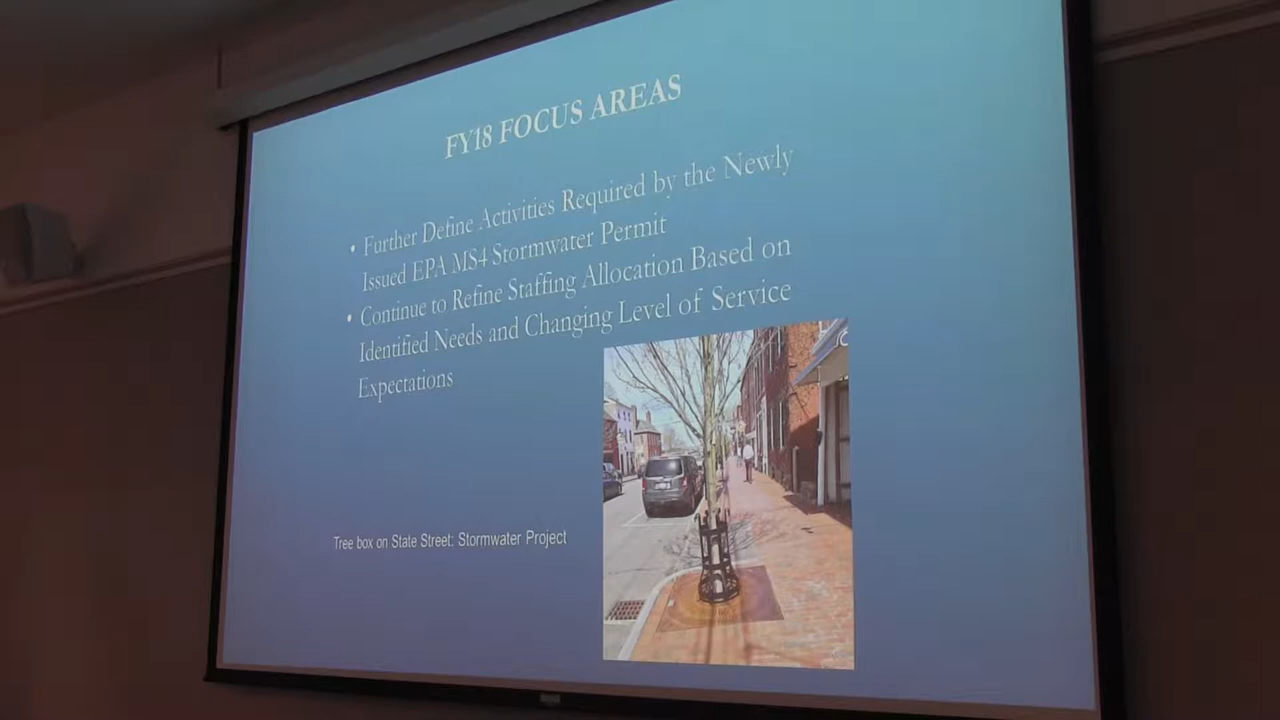 FY18 FOCUS AREAS
• Further Define Activities Required by the Newly
Issued EPA MS4 Stormwater Permit
• Continue to Refine Staffing Allocation Based on
Identified Needs and Changing Level of Service
Expectations
Tree box on State Street: Stormwater Project